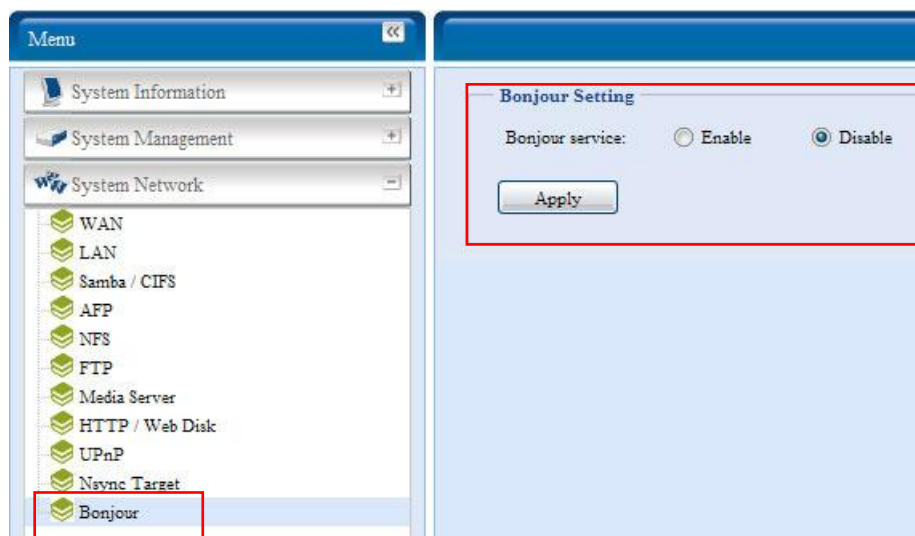 Menu
System Information
System Management
System Network
WAN
LAN
Samba / CIFS
AFP
NFS
FTP
Media Server
HTTP / Web Disk
UPnP
Nsync Target
Bonjour
Bonjour Setting
Bonjour service: Enable Disable
Apply